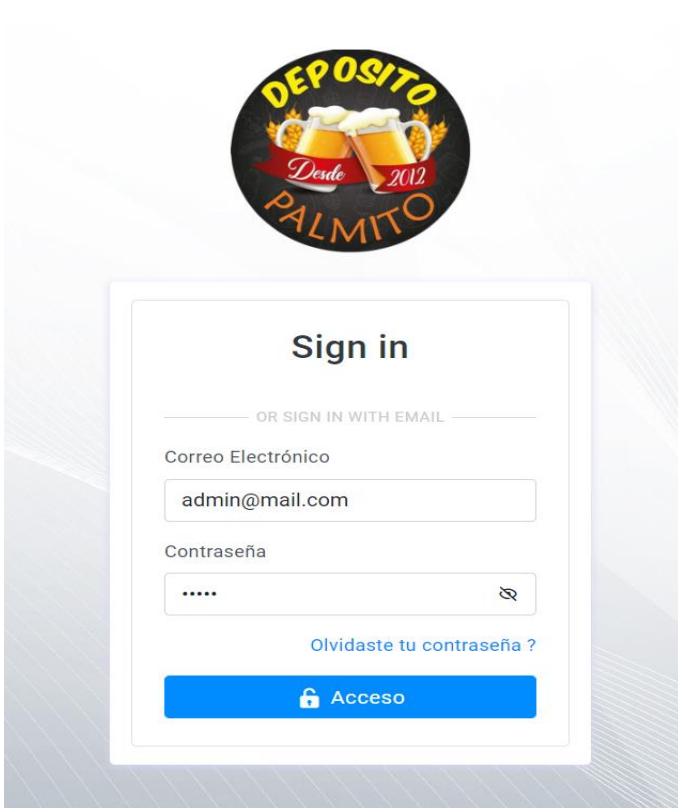 DEPOSITO
Desde 2012
PALMITO
Sign in
OR SIGN IN WITH EMAIL
Correo Electrónico
admin@mail.com
Contraseña
•••••
Olvidaste tu contraseña ?
Acceso